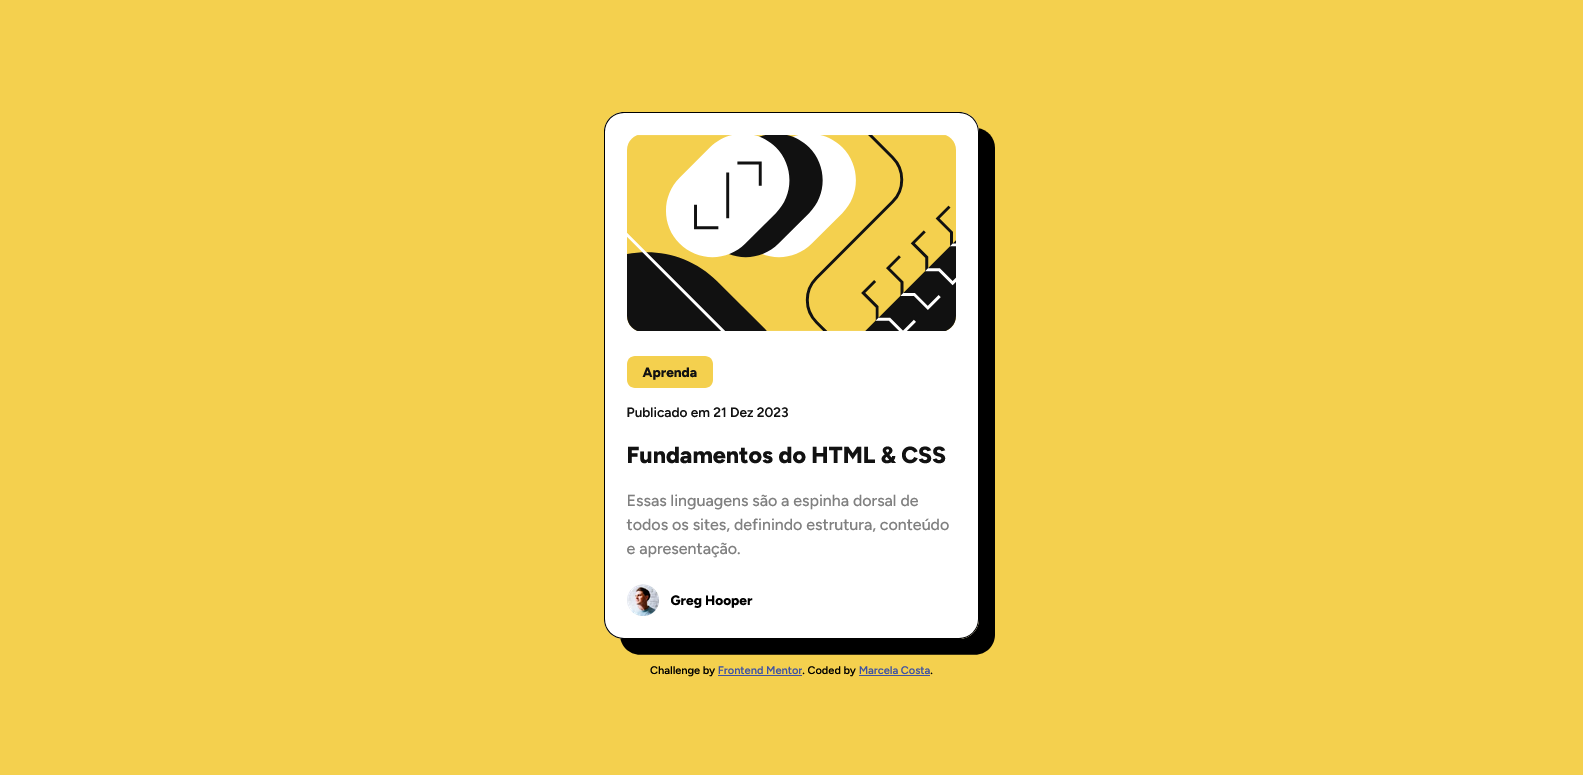 Aprenda
Publicado em 21 Dez 2023
Fundamentos do HTML & CSS
Essas linguagens são a espinha dorsal de
todos os sites, definindo estrutura, conteúdo
e apresentação.
Greg Hooper
Challenge by Frontend Mentor. Coded by Marcela Costa.